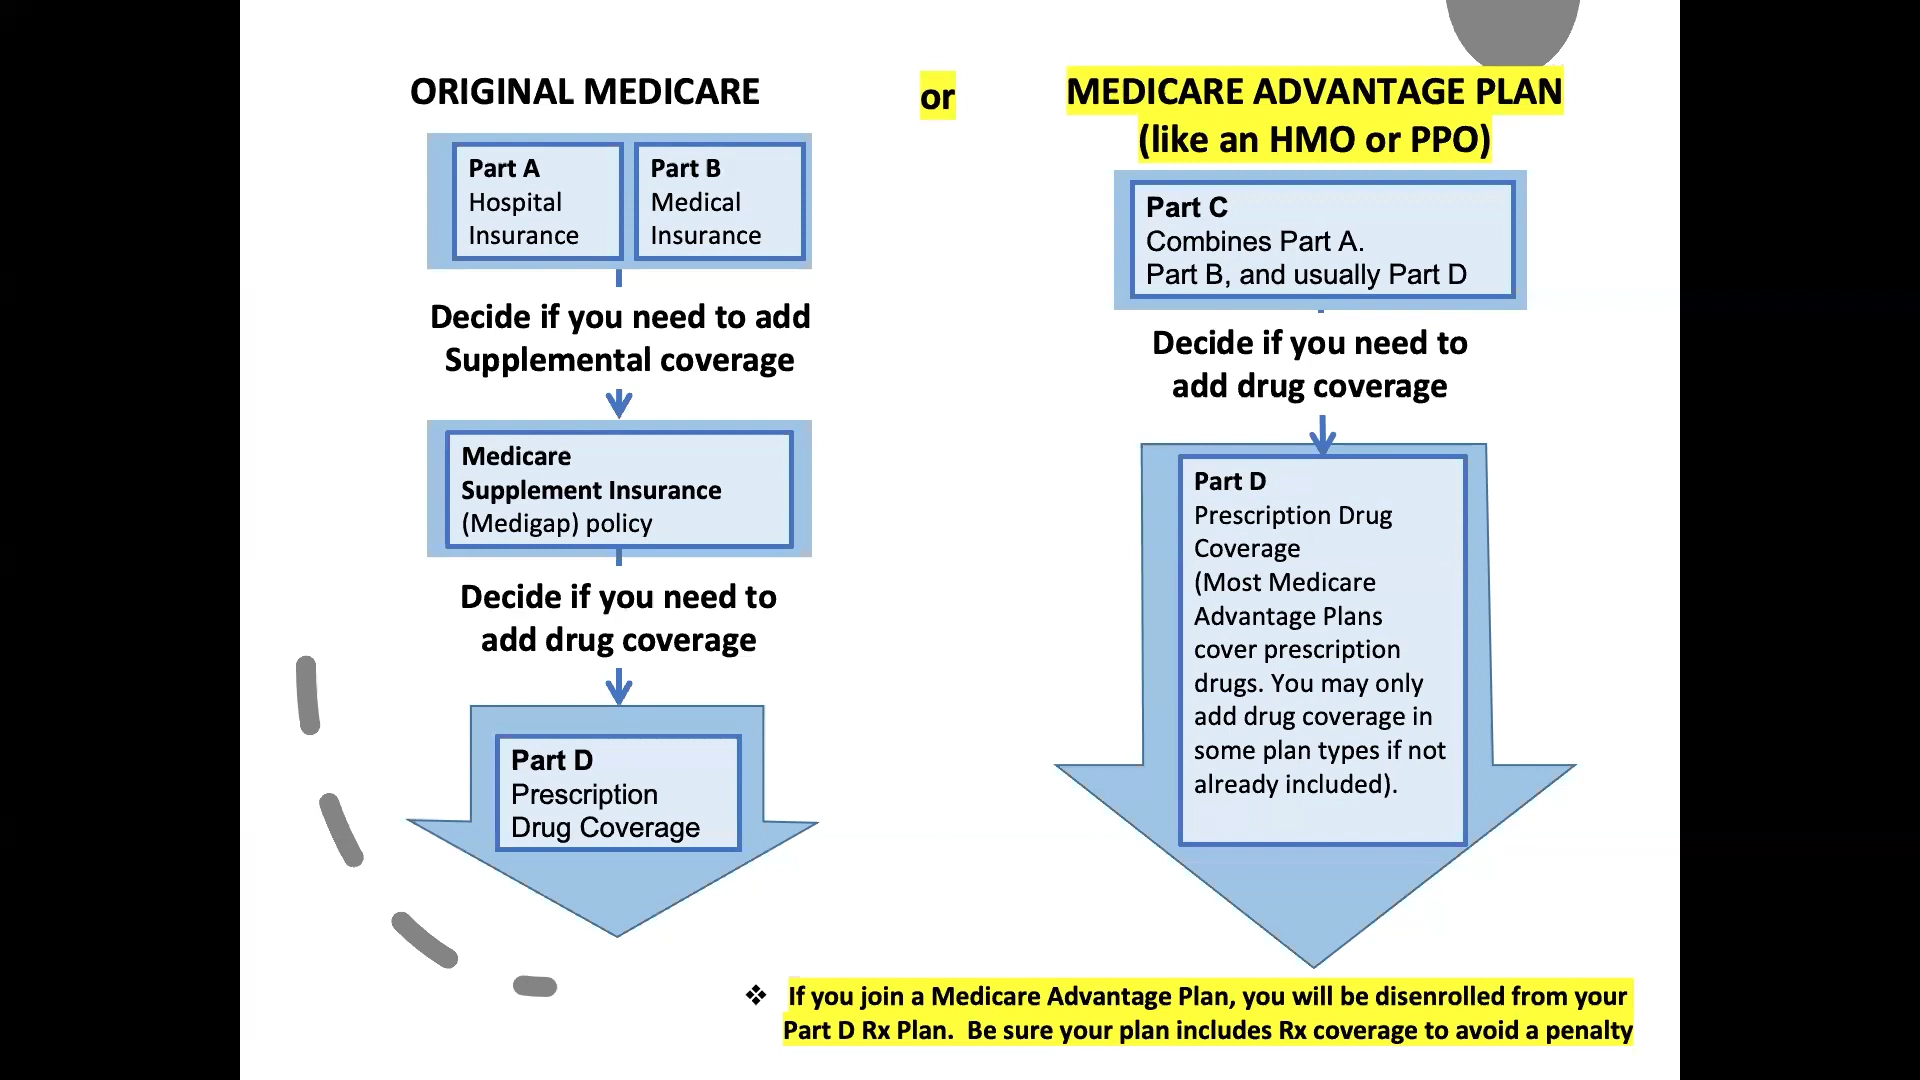 ORIGINAL MEDICARE
Part A
Hospital
Insurance
Part B
Medical
Insurance
Decide if you need to add
Supplemental coverage
Medicare
Supplement Insurance
(Medigap) policy
Decide if you need to
add drug coverage
Part D
Prescription
Drug Coverage
or
MEDICARE ADVANTAGE PLAN
(like an HMO or PPO)
Part C
Combines Part A.
Part B, and usually Part D
Decide if you need to
add drug coverage
Part D
Prescription Drug
Coverage
(Most Medicare
Advantage Plans
cover prescription
drugs. You may only
add drug coverage in
some plan types if not
already included).
❖ If you join a Medicare Advantage Plan, you will be disenrolled from your
Part D Rx Plan. Be sure your plan includes Rx coverage to avoid a penalty